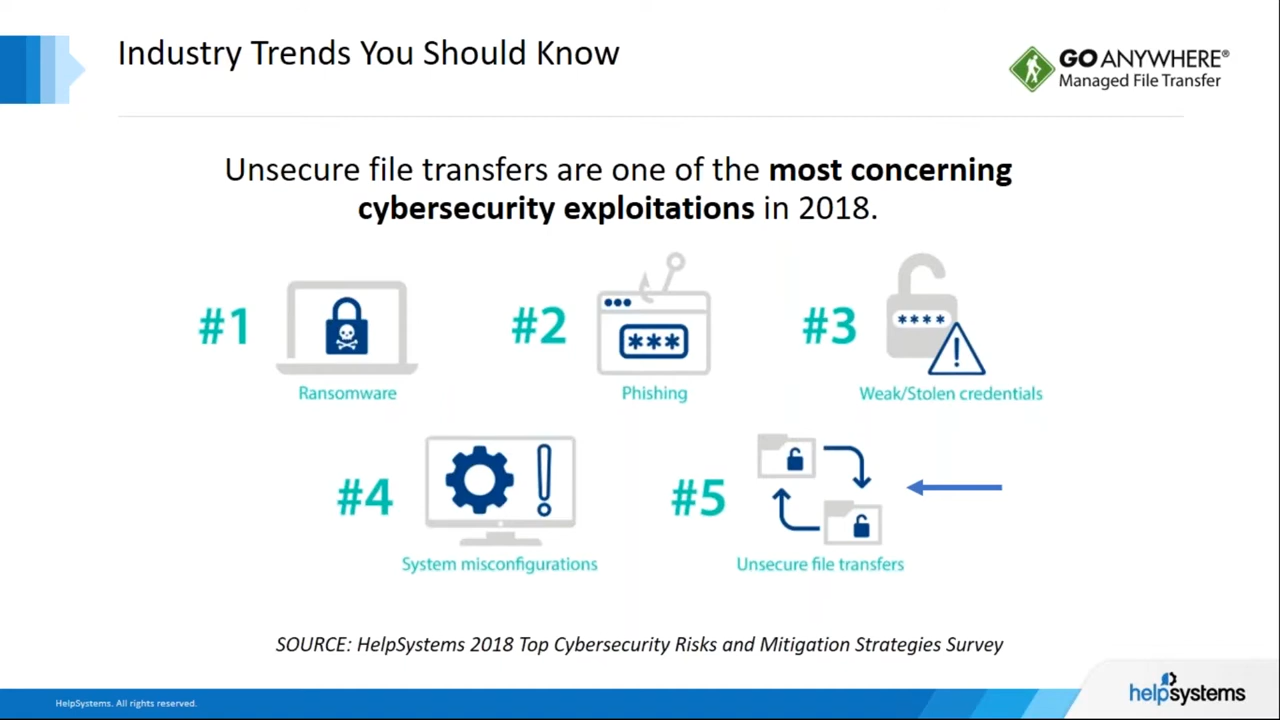 Industry Trends You Should Know
GO ANYWHERE®
Managed File Transfer
Unsecure file transfers are one of the most concerning
cybersecurity exploitations in 2018.
#1
Ransomware
#2
***
Phishing
#3
****
!
Weak/Stolen credentials
#4
!
System misconfigurations
#5
Unsecure file transfers
SOURCE: HelpSystems 2018 Top Cybersecurity Risks and Mitigation Strategies Survey
HelpSystems. All rights reserved.
helpsystems